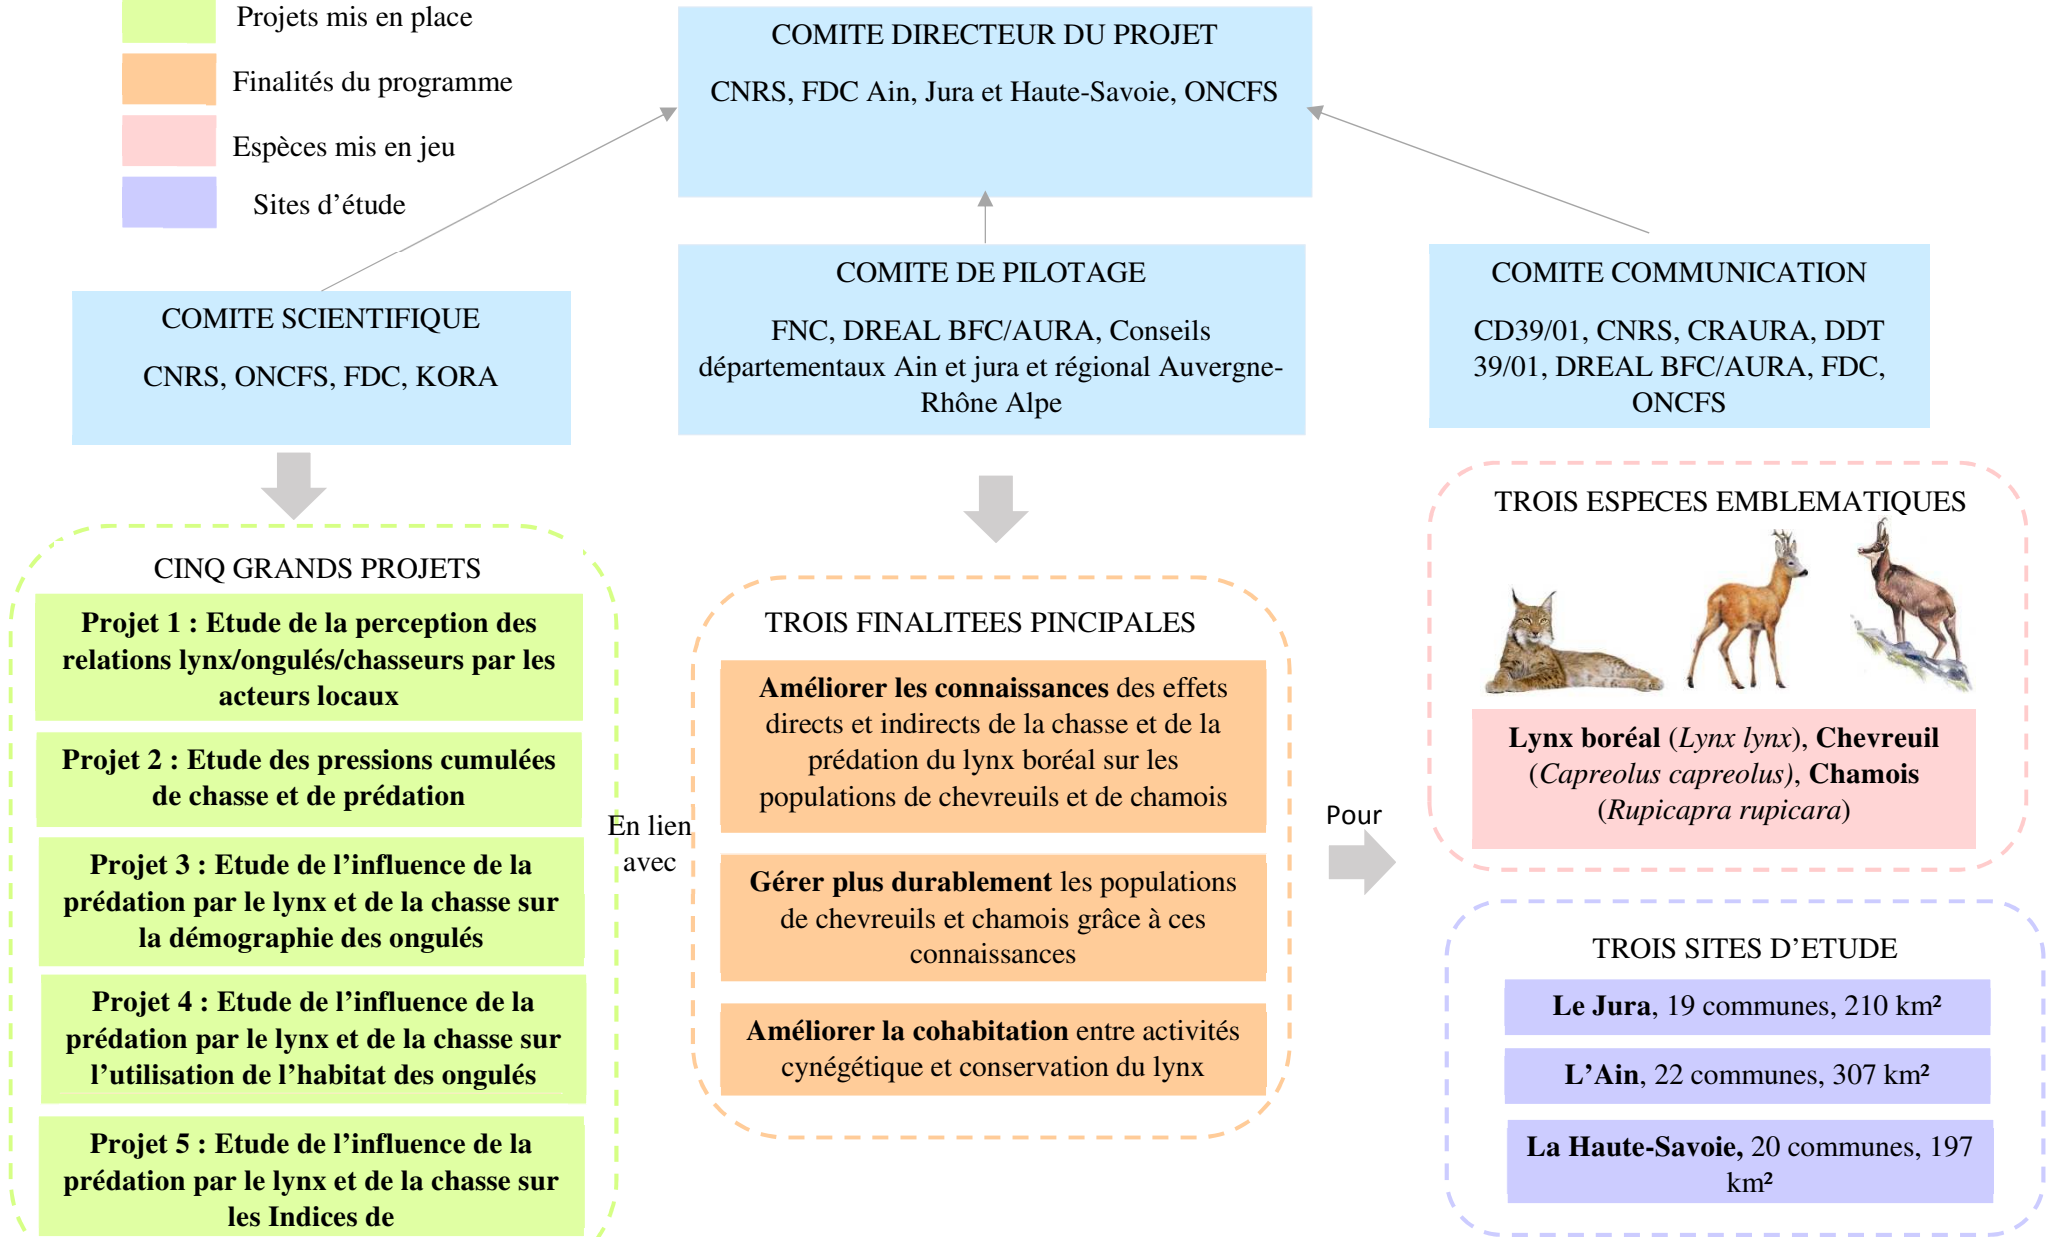 Projets mis en place
Finalités du programme
Espèces mis en jeu
Sites d’étude
COMITE DIRECTEUR DU PROJET
CNRS, FDC Ain, Jura et Haute-Savoie, ONCFS
COMITE SCIENTIFIQUE
CNRS, ONCFS, FDC, KORA
COMITE DE PILOTAGE
FNC, DREAL BFC/AURA, Conseils
départementaux Ain et jura et régional Auvergne-
Rhône Alpe
COMITE COMMUNICATION
CD39/01, CNRS, CRAURA, DDT
39/01, DREAL BFC/AURA, FDC,
ONCFS
CINQ GRANDS PROJETS
Projet 1 : Etude de la perception des
relations lynx/ongulés/chasseurs par les
acteurs locaux
Projet 2 : Etude des pressions cumulées
de chasse et de prédation
Projet 3 : Etude de l’influence de la
prédation par le lynx et de la chasse sur
la démographie des ongulés
Projet 4 : Etude de l’influence de la
prédation par le lynx et de la chasse sur
l’utilisation de l’habitat des ongulés
Projet 5 : Etude de l’influence de la
prédation par le lynx et de la chasse sur
les Indices de
En lien
avec
TROIS FINALITEES PINCIPALES
Améliorer les connaissances des effets
directs et indirects de la chasse et de la
prédation du lynx boréal sur les
populations de chevreuils et de chamois
Gérer plus durablement les populations
de chevreuils et chamois grâce à ces
connaissances
Améliorer la cohabitation entre activités
cynégétique et conservation du lynx
Pour
TROIS ESPECES EMBLEMATIQUES
Lynx boréal (Lynx lynx), Chevreuil
(Capreolus capreolus), Chamois
(Rupicapra rupicara)
TROIS SITES D’ETUDE
Le Jura, 19 communes, 210 km²
L’Ain, 22 communes, 307 km²
La Haute-Savoie, 20 communes, 197
km²